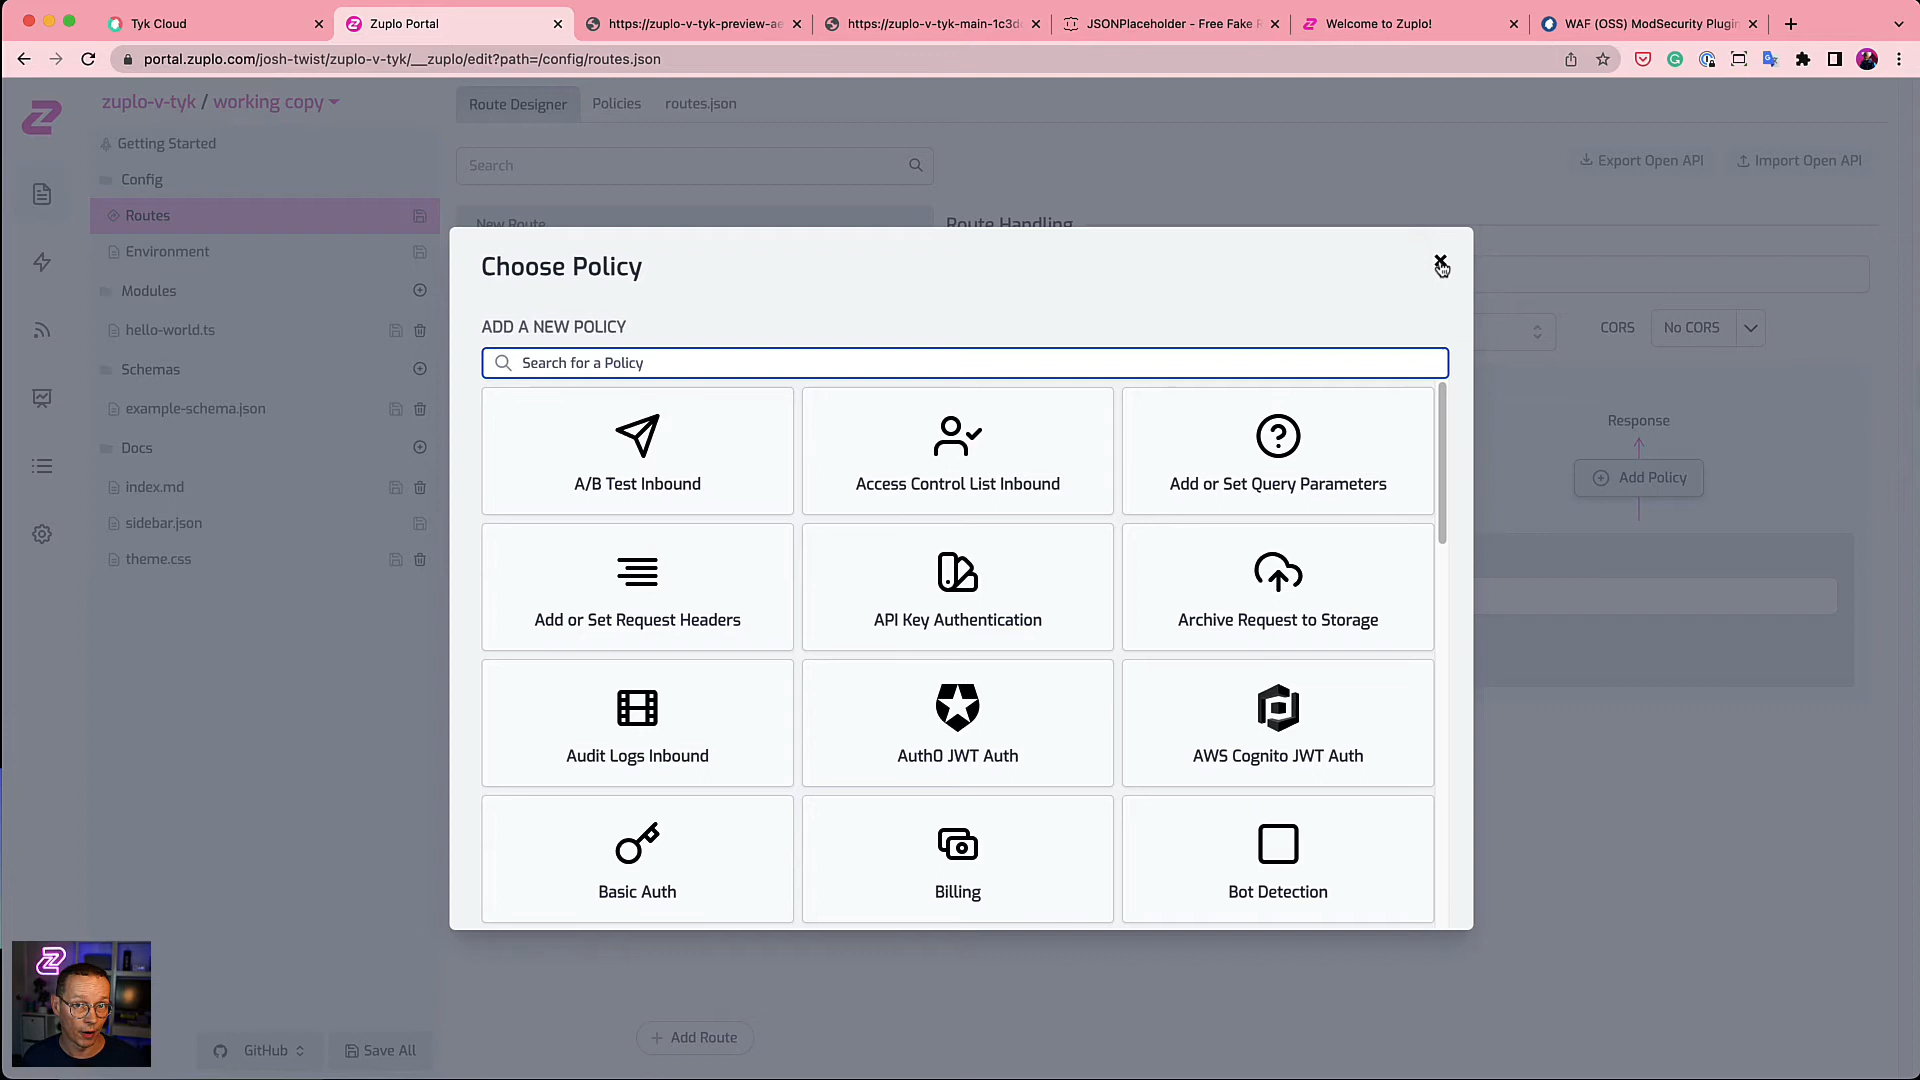 Tyk Cloud
Zuplo Portal
https://zuplo-v-tyk-preview-ae
https://zuplo-v-tyk-main-1c3d
JSONPlaceholder - Free Fake R
Welcome to Zuplo!
WAF (OSS) ModSecurity Plugin
portal.zuplo.com/josh-twist/zuplo-v-tyk/__zuplo/edit?path=/config/routes.json
zuplo-v-tyk / working copy
Route Designer
Policies
routes.json
Getting Started
Config
Routes
Environment
Modules
hello-world.ts
Schemas
example-schema.json
Docs
index.md
sidebar.json
theme.css
GitHub
Save All
Search
Export Open API
Import Open API
New Route
Route Handling
CORS
No CORS
Response
Add Policy
Add Route
Choose Policy
ADD A NEW POLICY
Search for a Policy
A/B Test Inbound
Access Control List Inbound
Add or Set Query Parameters
Add or Set Request Headers
API Key Authentication
Archive Request to Storage
Audit Logs Inbound
Auth0 JWT Auth
AWS Cognito JWT Auth
Basic Auth
Billing
Bot Detection